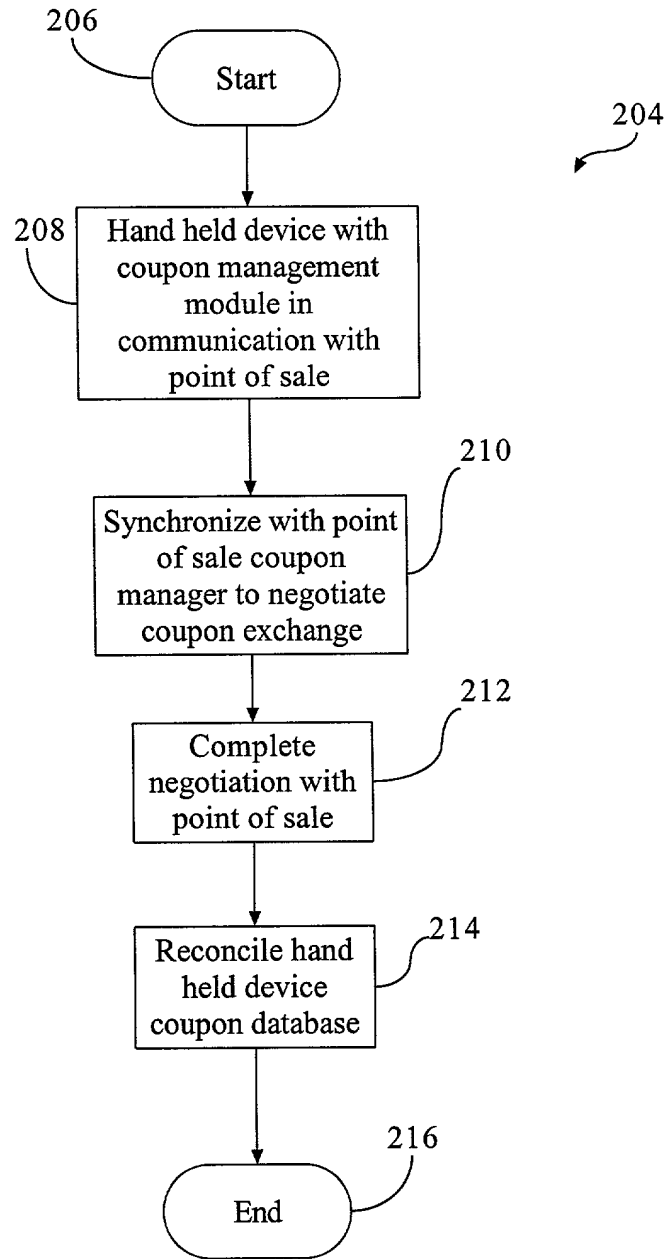 206
Start
204
208
Hand held device with
coupon management
module in
communication with
point of sale
210
Synchronize with point
of sale coupon
manager to negotiate
coupon exchange
212
Complete
negotiation with
point of sale
214
Reconcile hand
held device
coupon database
216
End